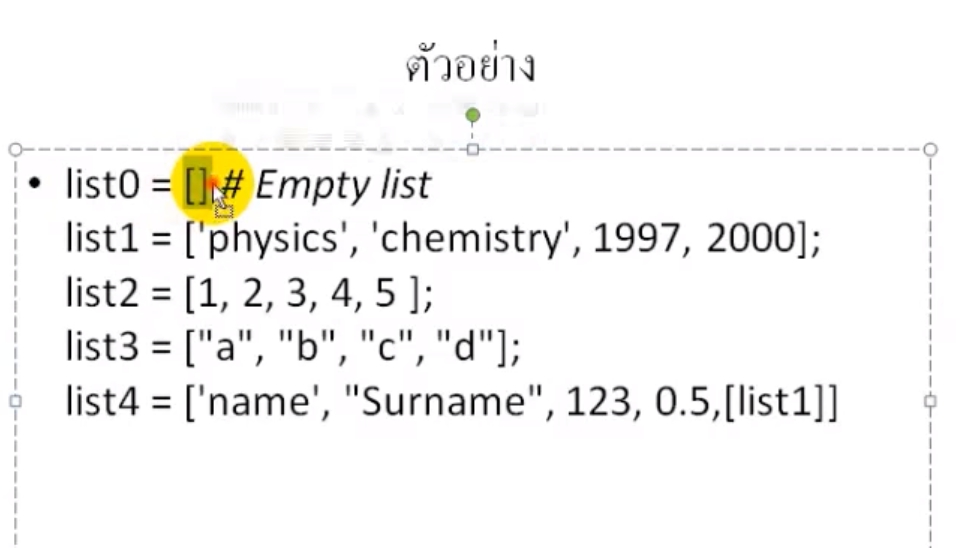 ตัวอย่าง
• list0 = [] # Empty list
list1 = ['physics', 'chemistry', 1997, 2000];
list2 = [1, 2, 3, 4, 5 ];
list3 = ["a", "b", "c", "d"];
list4 = ['name', "Surname", 123, 0.5,[list1]]